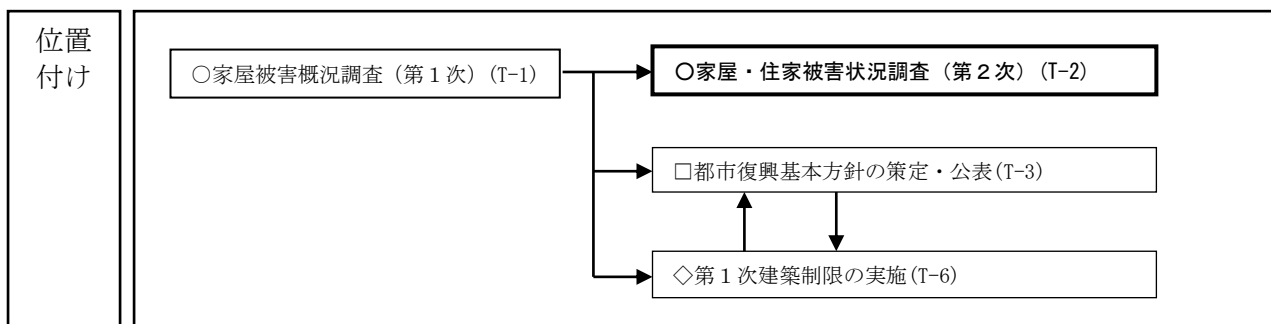 位置
付け
○家屋被害概況調査（第１次）(T-1)
○家屋・住家被害状況調査（第２次）(T-2)
□都市復興基本方針の策定・公表(T-3)
◇第１次建築制限の実施(T-6)